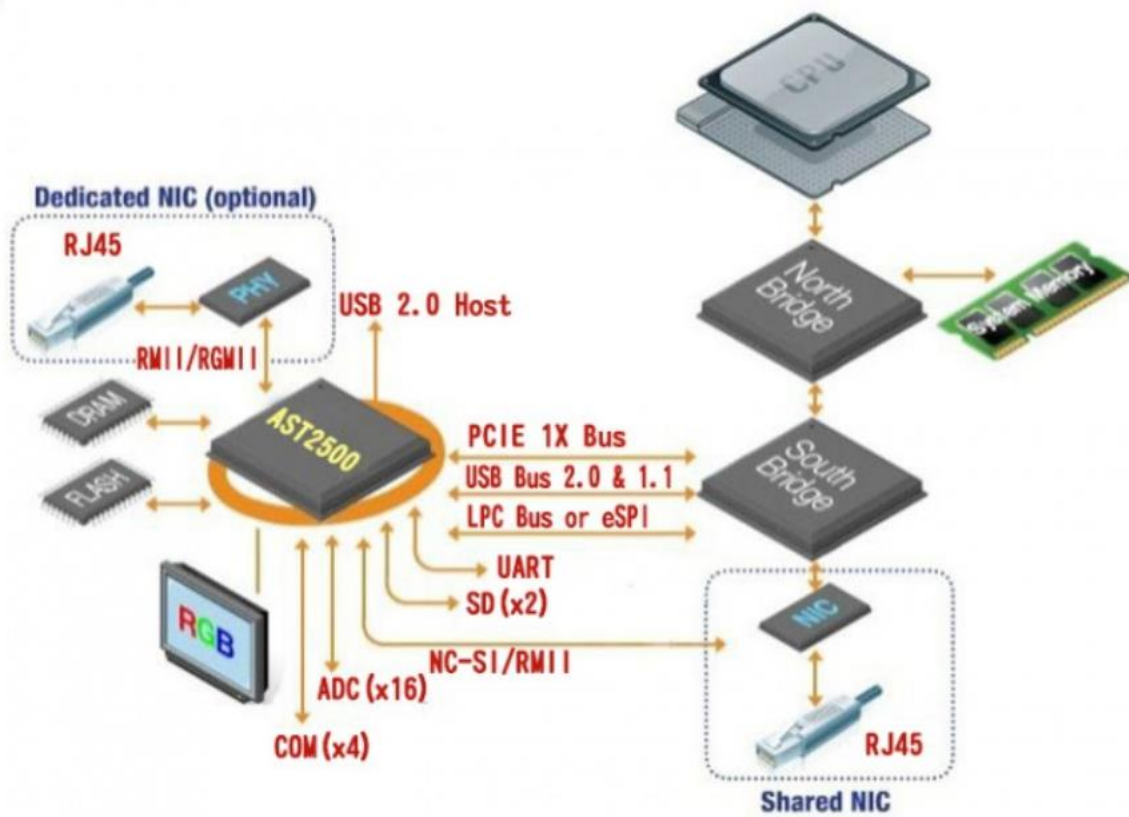 CPU
Dedicated NIC (optional)
RJ45
PHY
USB 2.0 Host
RMII/RGMII
North
Bridge
System Memory
DRAM
AST2500
FLASH
PCIE 1X Bus
USB Bus 2.0 & 1.1
LPC Bus or eSPI
South
Bridge
UART
SD(x2)
NIC
RGB
NC-SI/RMII
ADC(x16)
COM(x4)
RJ45
Shared NIC